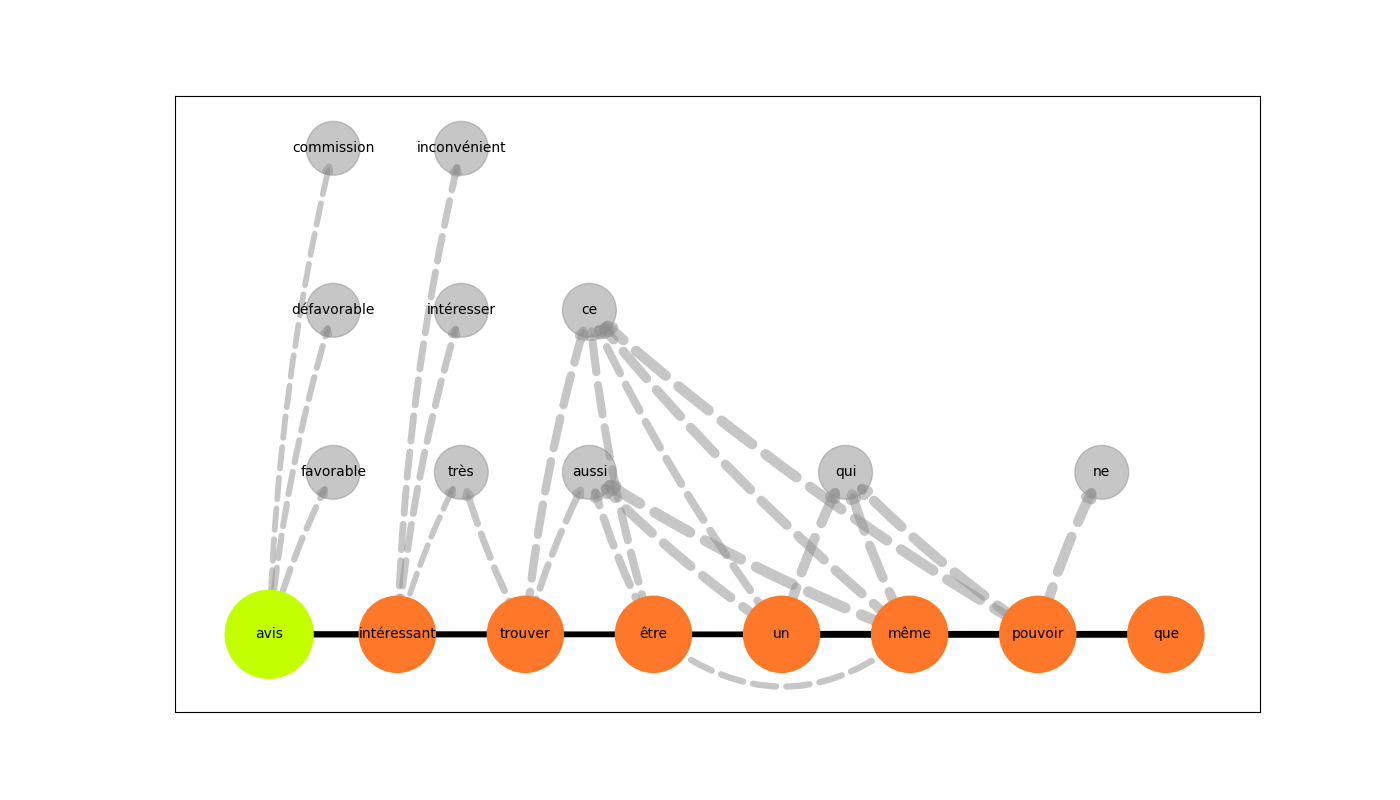 commission inconvénient
défavorable intéresser ce
favorable très aussi qui ne
avis intéressant trouver être un même pouvoir que